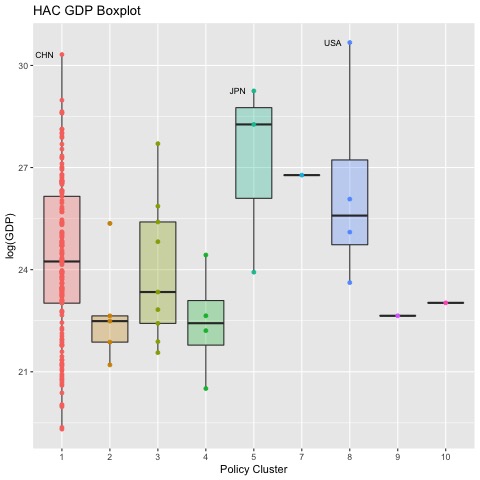 HAC GDP Boxplot
CHN
USA
JPN
30
27
24
21
log(GDP)
1 2 3 4 5 7 8 9 10
Policy Cluster